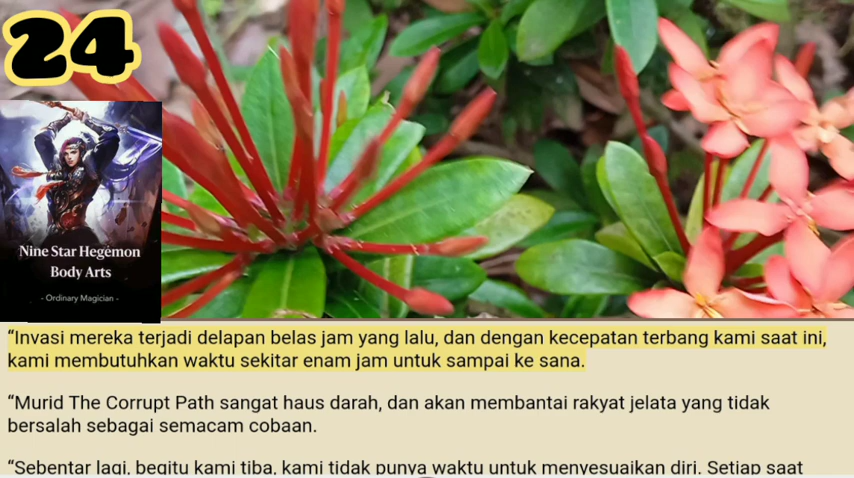 24
Nine Star Hegemon
Body Arts
- Ordinary Magician -
“Invasi mereka terjadi delapan belas jam yang lalu, dan dengan kecepatan terbang kami saat ini,
kami membutuhkan waktu sekitar enam jam untuk sampai ke sana.
“Murid The Corrupt Path sangat haus darah, dan akan membantai rakyat jelata yang tidak
bersalah sebagai semacam cobaan.
“Sebentar lagi, begitu kami tiba, kami tidak punya waktu untuk menyesuaikan diri. Setiap saat